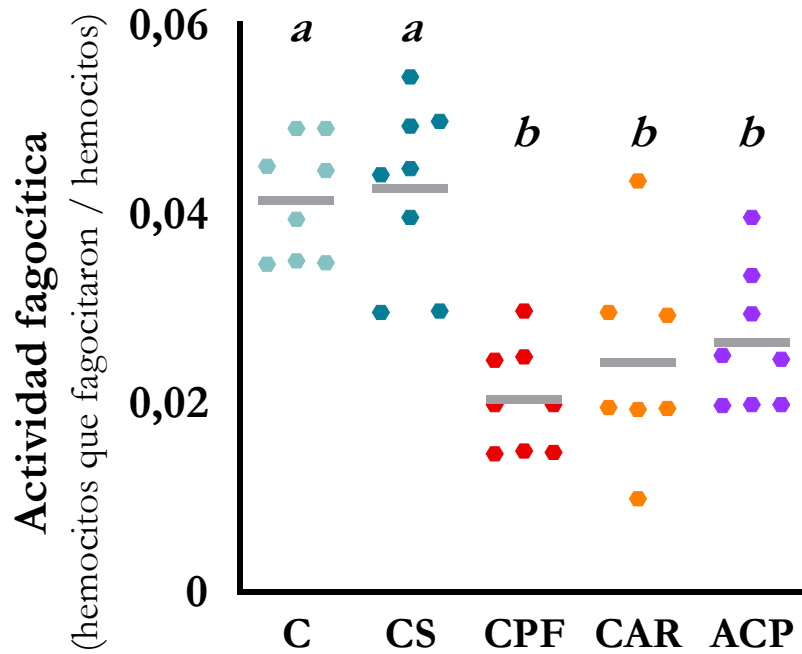 Actividad fagocítica
(hemocitos que fagocitaron / hemocitos)
0,06
0,04
0,02
0
a a b b b
C CS CPF CAR ACP